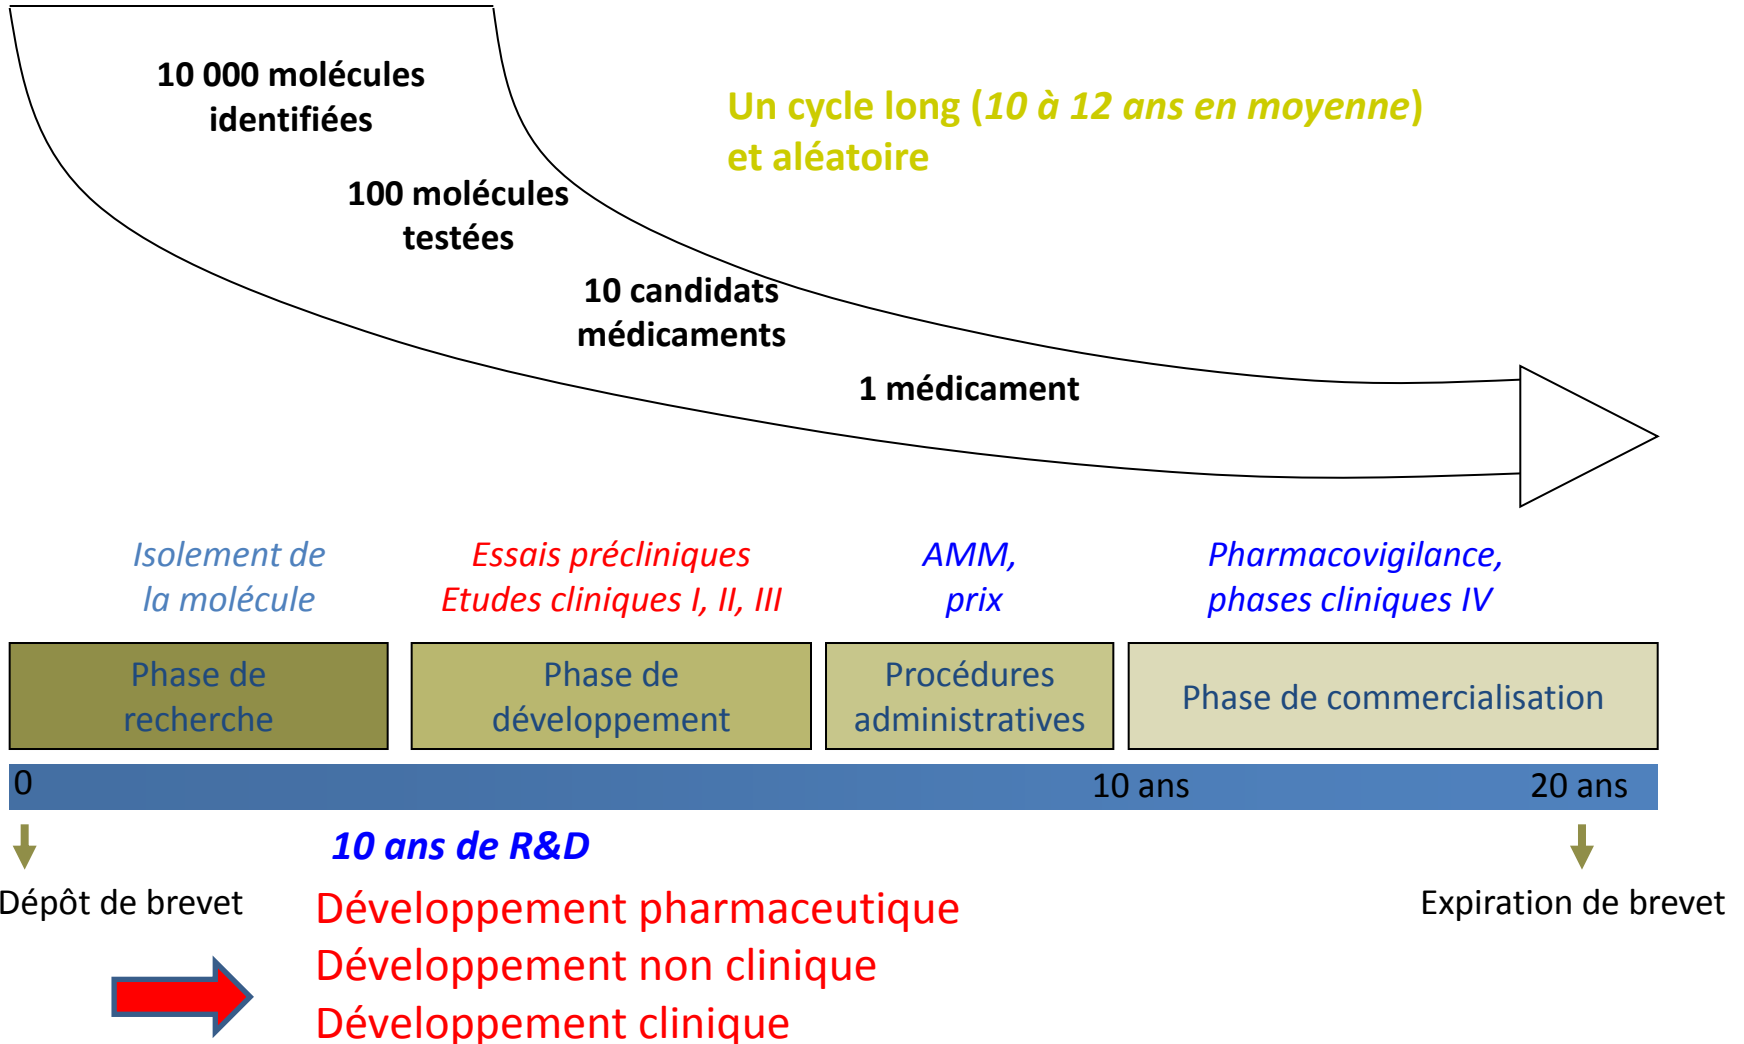 10 000 molécules
identifiées
Un cycle long (10 à 12 ans en moyenne)
et aléatoire
100 molécules
testées
10 candidats
médicaments
1 médicament
Isolement de
la molécule
Essais précliniques
Etudes cliniques I, II, III
AMM,
prix
Pharmacovigilance,
phases cliniques IV
Phase de
recherche
Phase de
développement
Procédures
administratives
Phase de commercialisation
0
10 ans
20 ans
10 ans de R&D
Dépôt de brevet
Expiration de brevet
Développement pharmaceutique
Développement non clinique
Développement clinique